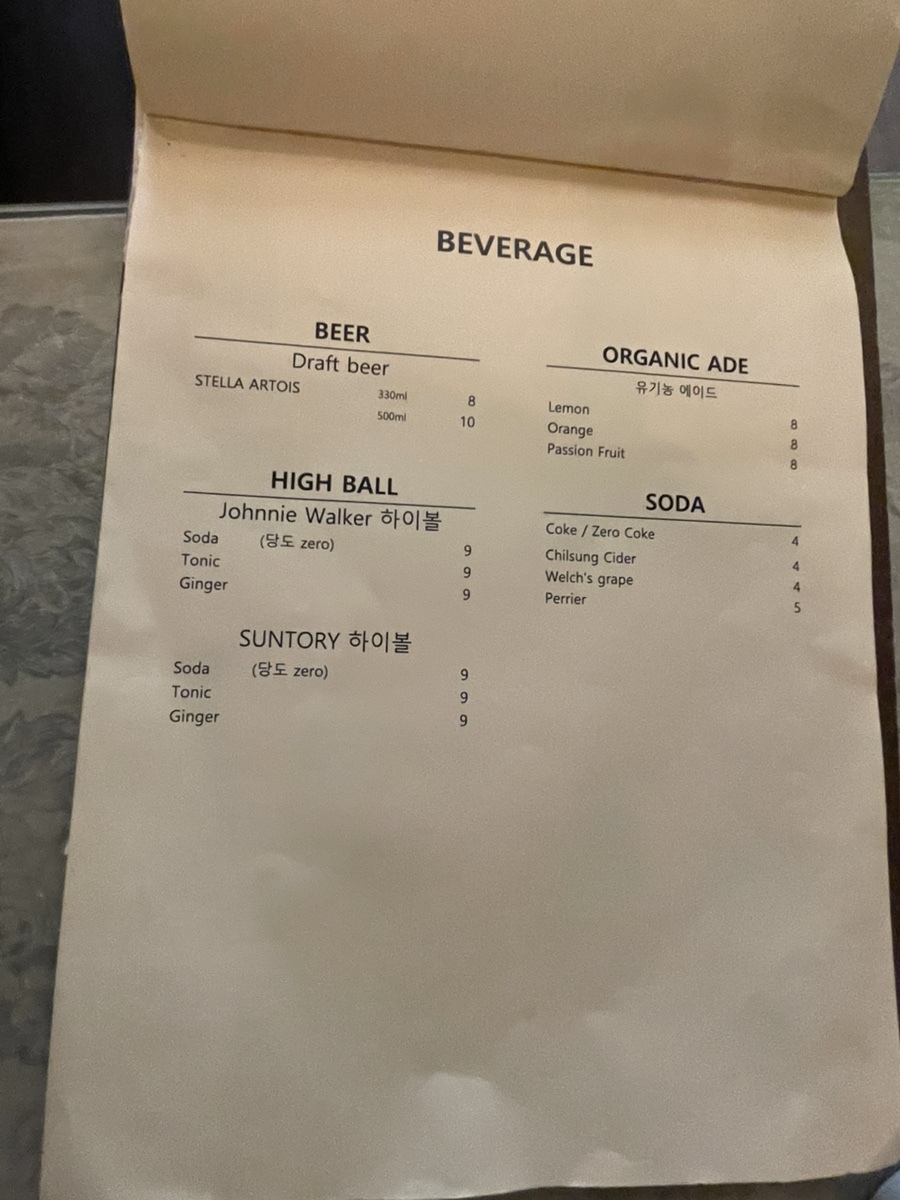 BEVERAGE
BEER
Draft beer
STELLA ARTOIS 330ml 8
500ml 10
HIGH BALL
Johnnie Walker 하이볼
Soda (당도 zero) 9
Tonic 9
Ginger 9
SUNTORY 하이볼
Soda (당도 zero) 9
Tonic 9
Ginger 9
ORGANIC ADE
유기농 에이드
Lemon 8
Orange 8
Passion Fruit 8
SODA
Coke / Zero Coke 4
Chilsung Cider 4
Welch's grape 4
Perrier 5